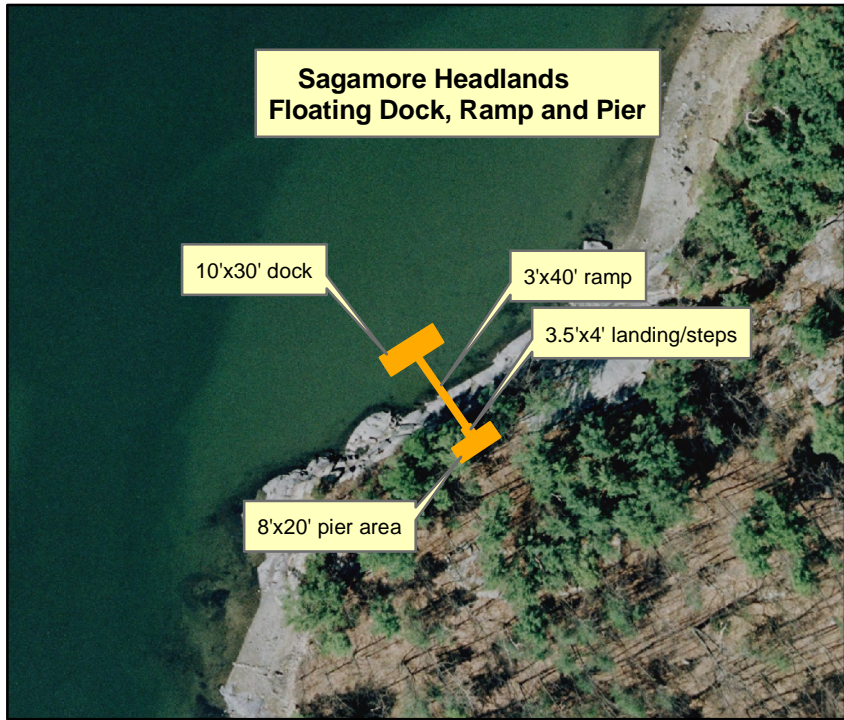 Sagamore Headlands
Floating Dock, Ramp and Pier
10'x30' dock
3'x40' ramp
3.5'x4' landing/steps
8'x20' pier area